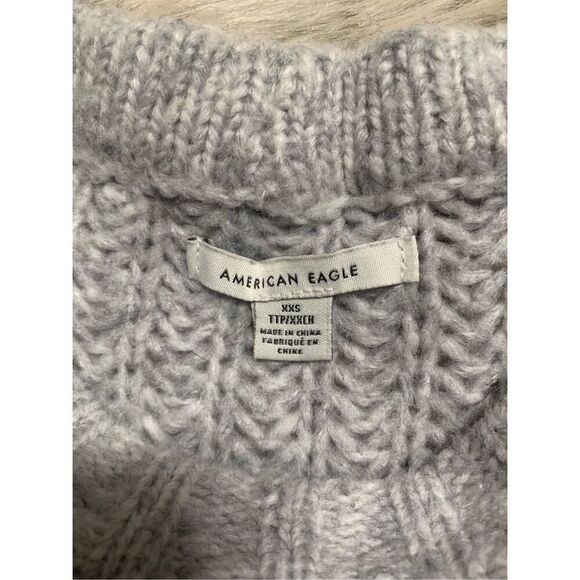 AMERICAN EAGLE
XXS
TTP/XXCH
MADE IN CHINA
FABRIQUÉ EN
CHINE